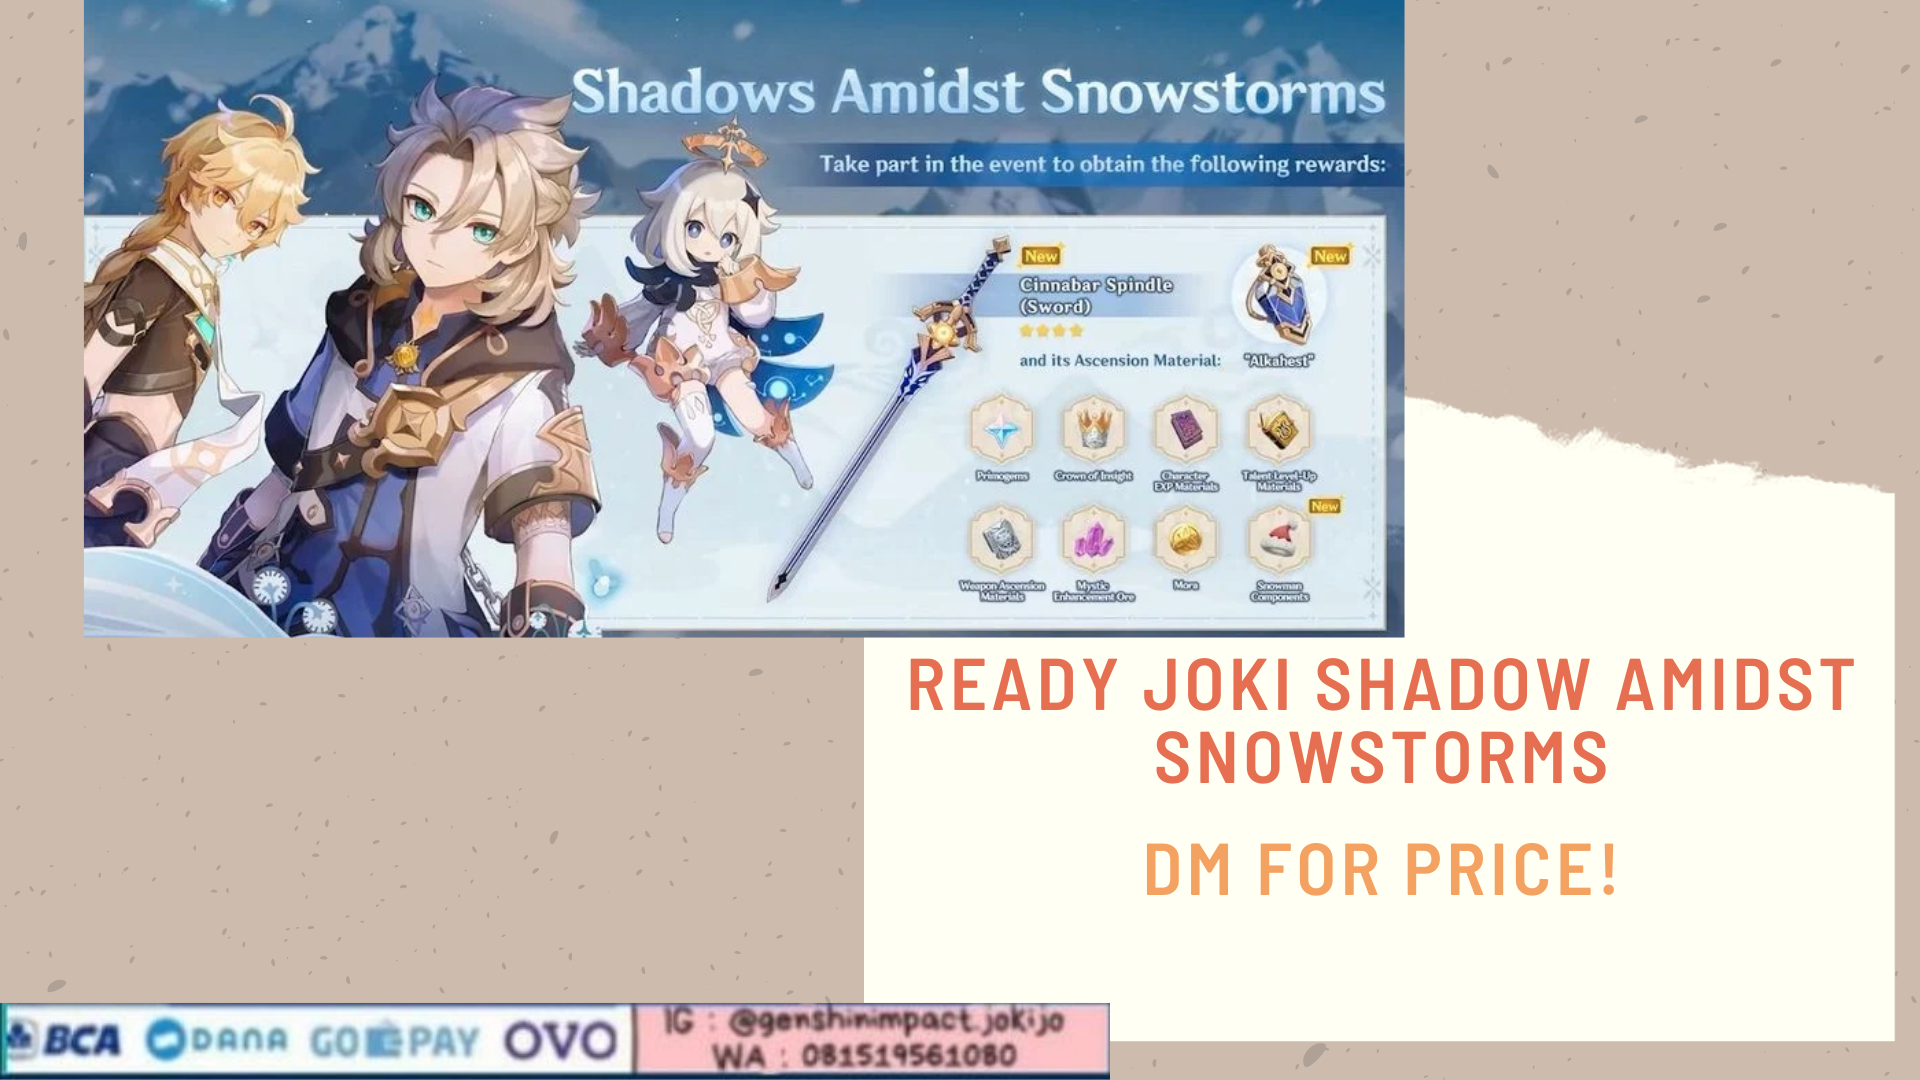 Shadows Amidst Snowstorms
Take part in the event to obtain the following rewards:
New
Cinnabar Spindle
(Sword)
and its Ascension Material:
New
"Alkahest"
Primogems
Crown of Insight
Character
EXP Materials
Talent Level-Up
Materials
Weapon Ascension
Materials
Mystic
Enhancement Ore
Mora
New
Snowman
Components
READY JOKI SHADOW AMIDST
SNOWSTORMS
DM FOR PRICE!
BCA
DANA
GOPAY
OVO
IG : @genshinimpact.jokijo
WA : 081519561080